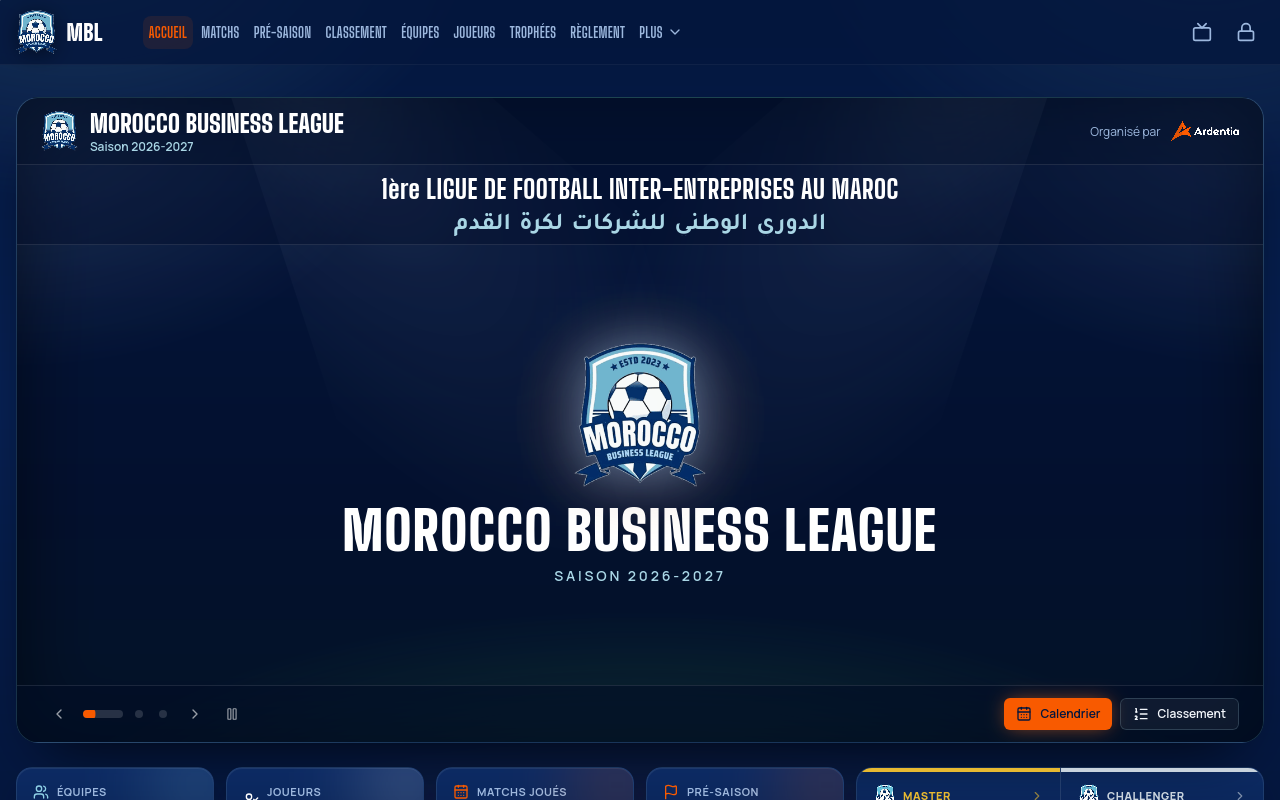 MBL
ACCUEIL MATCHS PRÉ-SAISON CLASSEMENT ÉQUIPES JOUEURS TROPHÉES RÈGLEMENT PLUS
MOROCCO BUSINESS LEAGUE
Saison 2026-2027
Organisé par Ardentia
1ère LIGUE DE FOOTBALL INTER-ENTREPRISES AU MAROC
الدوري الوطني للشركات لكرة القدم
ESTD 2023
MOROCCO
BUSINESS LEAGUE
MOROCCO BUSINESS LEAGUE
SAISON 2026-2027
Calendrier Classement
ÉQUIPES JOUEURS MATCHS JOUÉS PRÉ-SAISON MASTER CHALLENGER